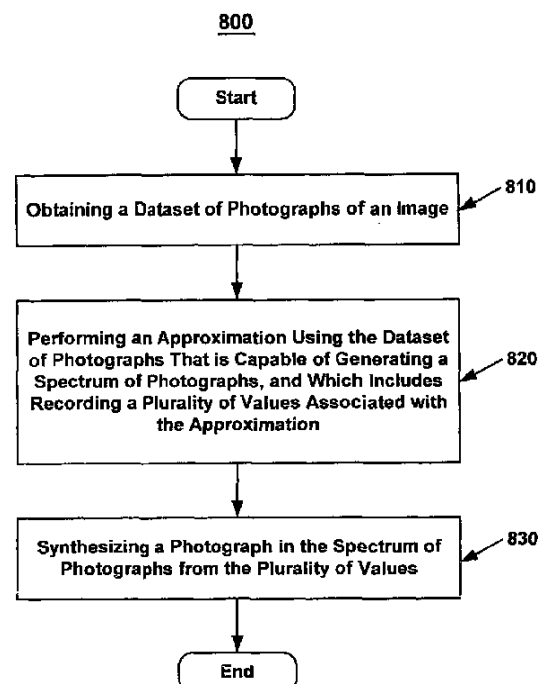 800
Start
Obtaining a Dataset of Photographs of an Image
810
Performing an Approximation Using the Dataset
of Photographs That is Capable of Generating a
Spectrum of Photographs, and Which Includes
Recording a Plurality of Values Associated with
the Approximation
820
Synthesizing a Photograph in the Spectrum of
Photographs from the Plurality of Values
830
End